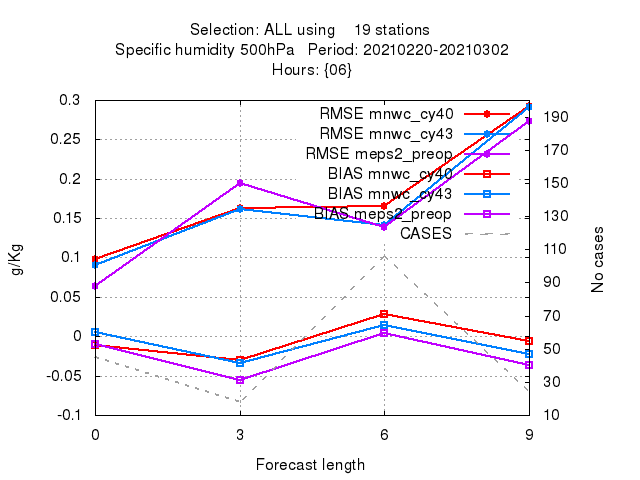 Selection: ALL using    19 stations
Specific humidity 500hPa   Period: 20210220-20210302
Hours: {06}
RMSE mnwc_cy40
RMSE mnwc_cy43
RMSE meps2_preop
BIAS mnwc_cy40
BIAS mnwc_cy43
BIAS meps2_preop
CASES
g/Kg
0.3
0.25
0.2
0.15
0.1
0.05
0
-0.05
-0.1
No cases
190
170
150
130
110
90
70
50
30
10
0 3 6 9
Forecast length